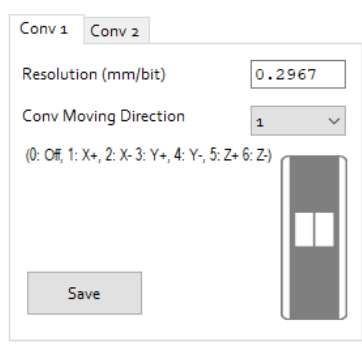 Conv 1 Conv 2
Resolution (mm/bit) 0.2967
Conv Moving Direction 1
(0: Off, 1: X+, 2: X- 3: Y+, 4: Y-, 5: Z+ 6: Z-)
Save